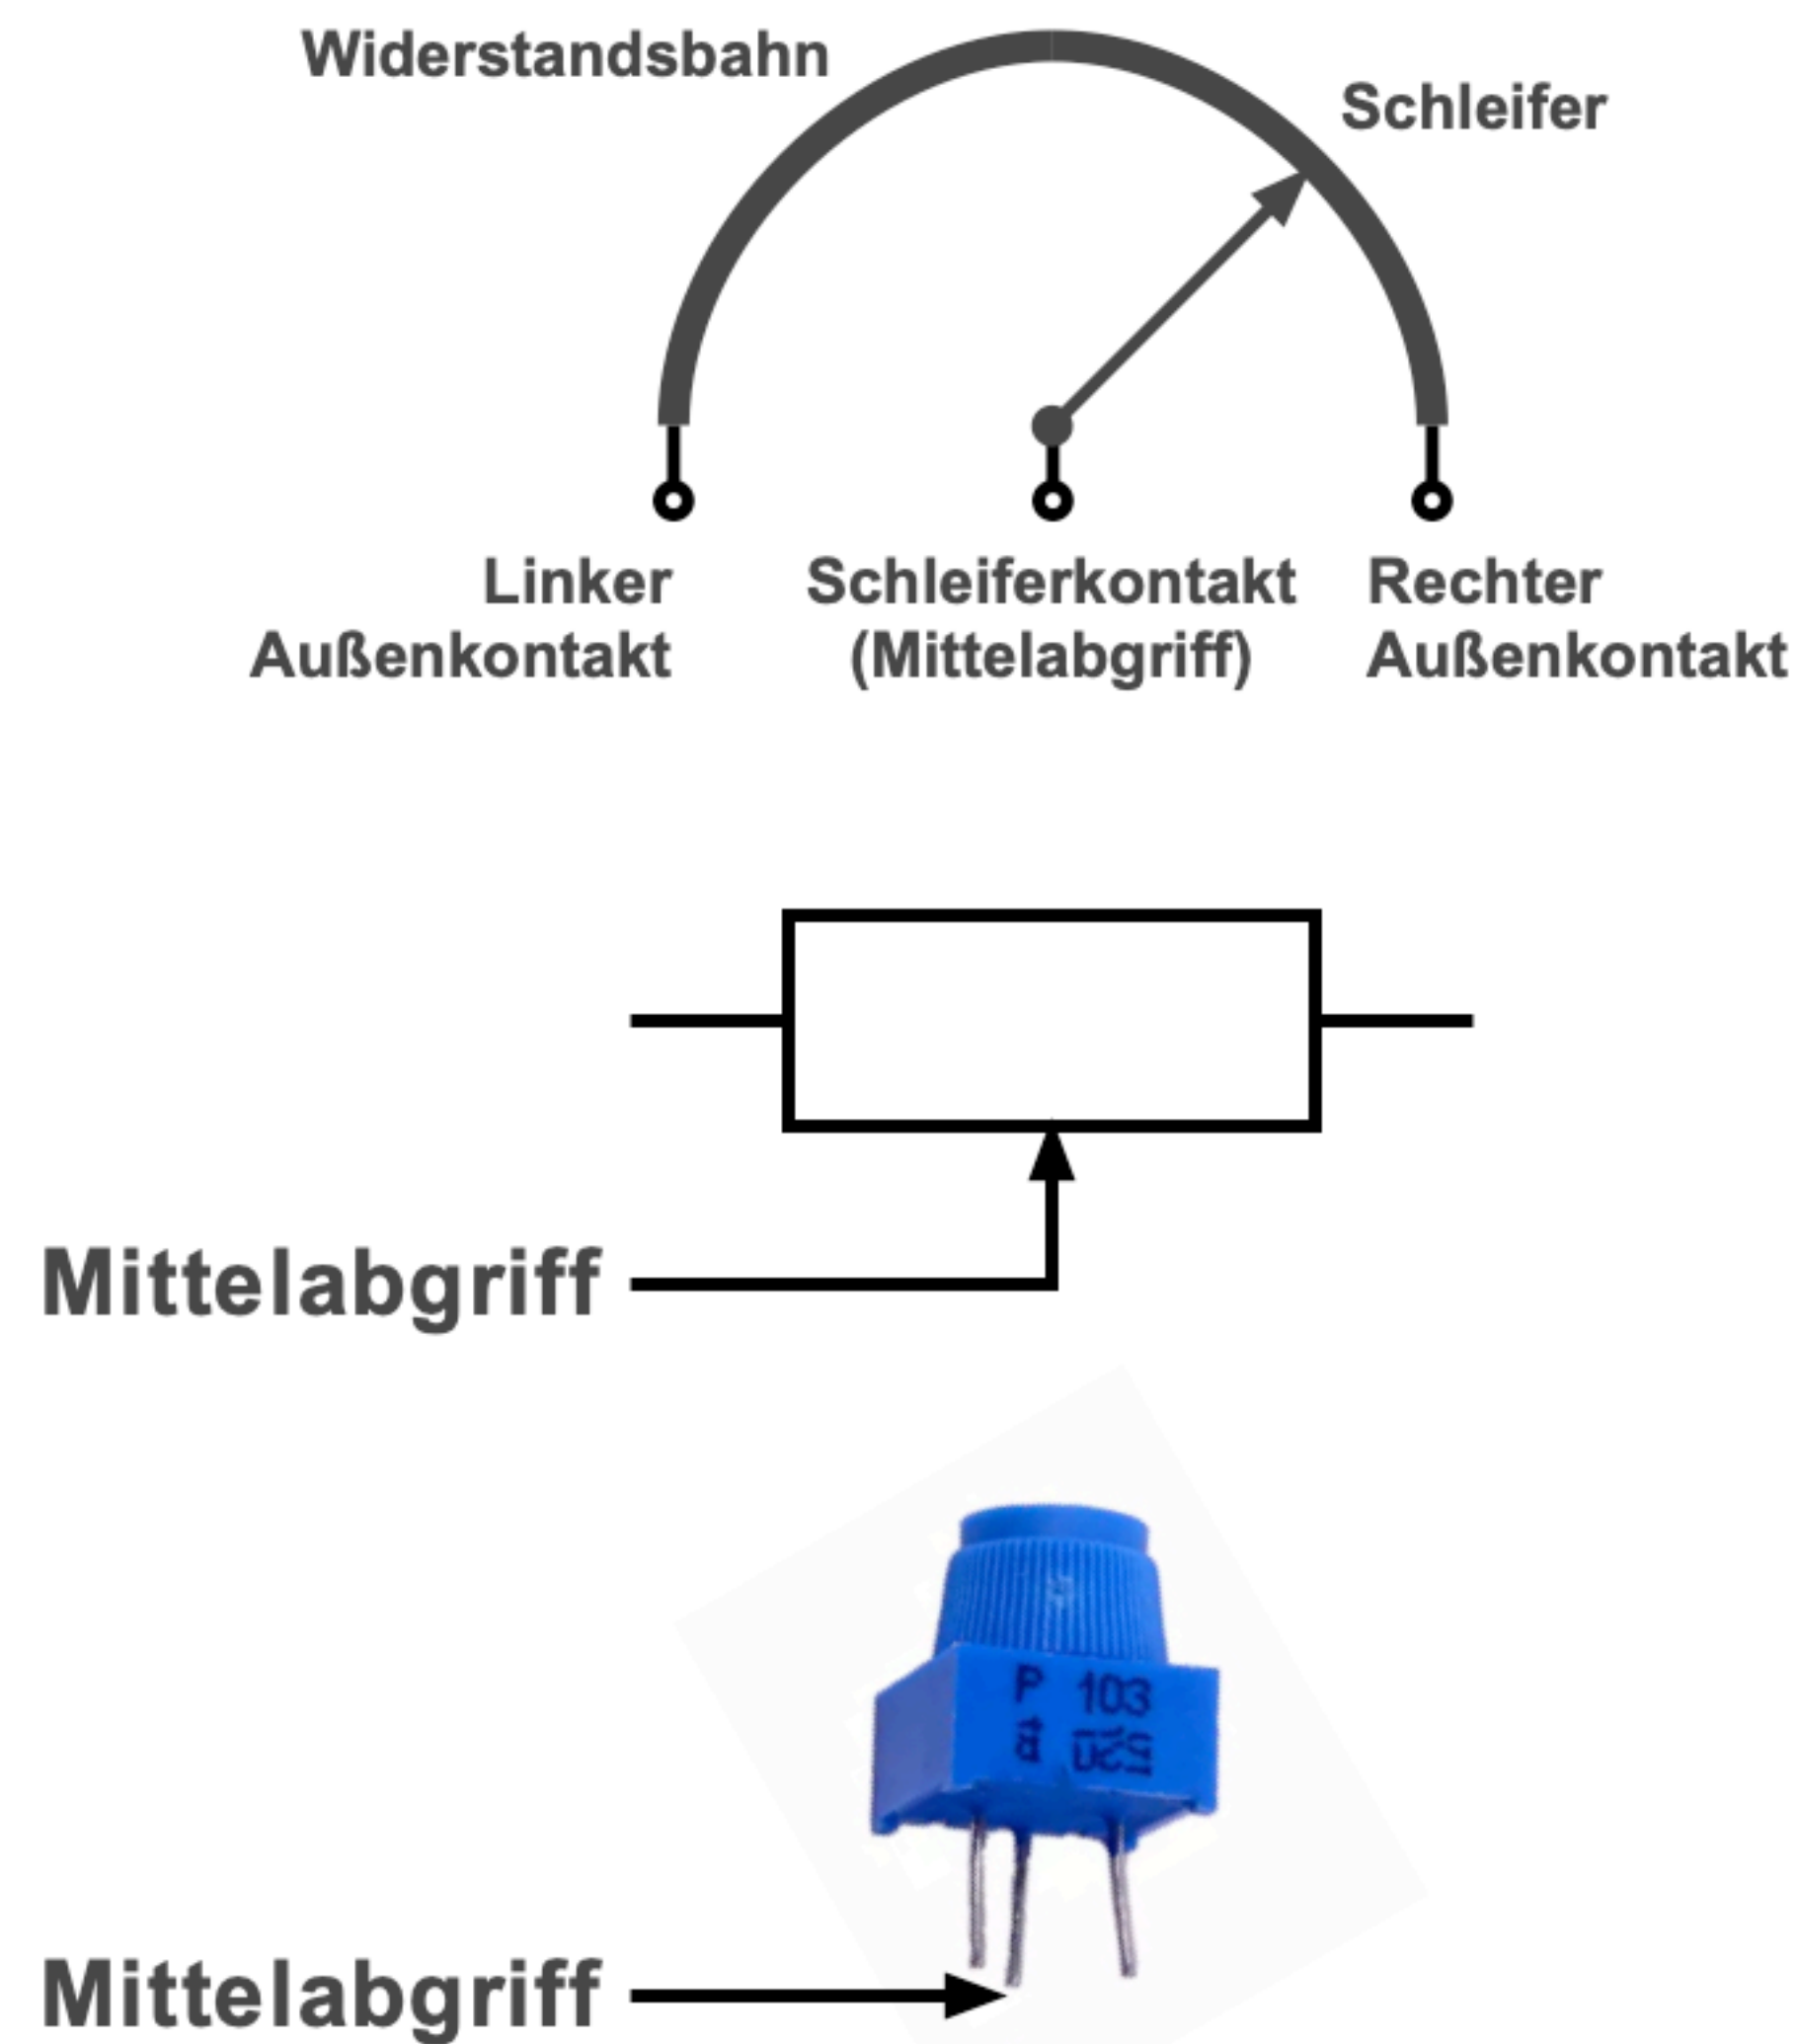 Widerstandsbahn
Schleifer
Linker
Außenkontakt
Schleiferkontakt
(Mittelabgriff)
Rechter
Außenkontakt
Mittelabgriff
P 103
Mittelabgriff